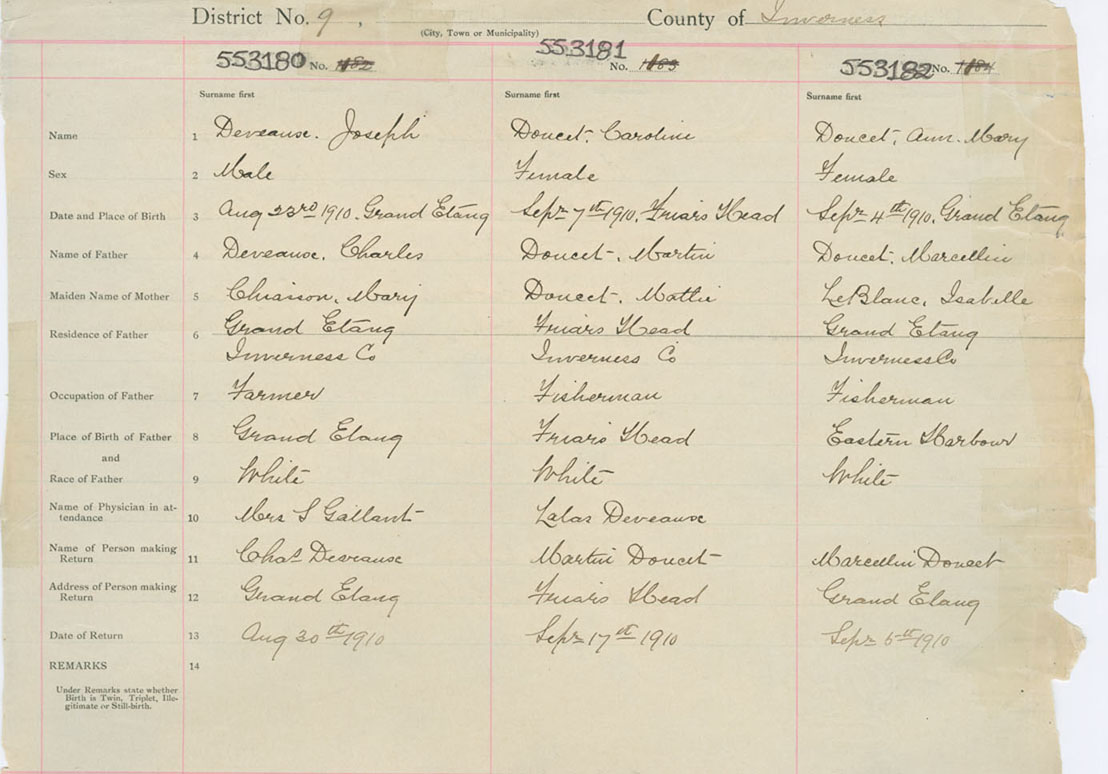 District No. 9, County of Inverness
(City, Town or Municipality)
553180 No. 1182 553181 No. 1183 553182 No. 1184
Surname first Surname first Surname first
Name 1 Deveause. Joseph Doucet, Caroline Doucet, Ann. Mary
Sex 2 Male Female Female
Date and Place of Birth 3 Aug 23rd 1910. Grand Etang Sepr 7th 1910. Friars Head Sepr 4th 1910. Grand Etang
Name of Father 4 Deveause, Charles Doucet, Martin Doucet, Marcellin
Maiden Name of Mother 5 Chiasson, Mary Doucet, Mattie LeBlanc, Isabelle
Residence of Father 6 Grand Etang Friars Head Grand Etang
Inverness Co Inverness Co Inverness Co
Occupation of Father 7 Farmer Fisherman Fisherman
Place of Birth of Father 8 Grand Etang Friars Head Eastern Harbour
and
Race of Father 9 White White White
Name of Physician in at-
tendance 10 Mrs S Gallant Deveause
Name of Person making
Return 11 Chas Deveause Martin Doucet Marcellin Doucet
Address of Person making
Return 12 Grand Etang Friars Head Grand Etang
Date of Return 13 Aug 30th 1910 Sepr 17th 1910 Sepr 5th 1910
REMARKS 14
Under Remarks state whether
Birth is Twin, Triplet, Ille-
gitimate or Still-birth.